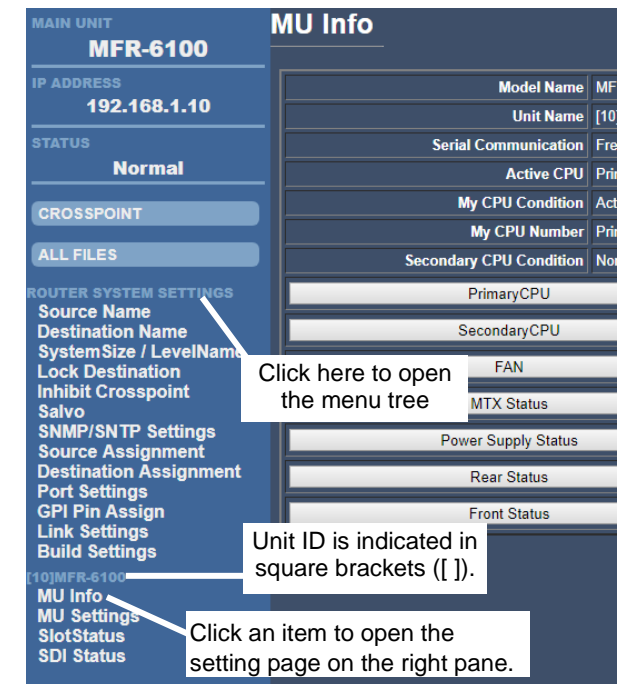 MAIN UNIT
MFR-6100
IP ADDRESS
192.168.1.10
STATUS
Normal
CROSSPOINT
ALL FILES
ROUTER SYSTEM SETTINGS
Source Name
Destination Name
SystemSize / LevelName
Lock Destination
Inhibit Crosspoint
Salvo
SNMP/SNTP Settings
Source Assignment
Destination Assignment
Port Settings
GPI Pin Assign
Link Settings
Build Settings
[10]MFR-6100
MU Info
MU Settings
SlotStatus
SDI Status
MU Info
Model Name MF
Unit Name [10]
Serial Communication Fre
Active CPU Prin
My CPU Condition Act
My CPU Number Prin
Secondary CPU Condition Nor
PrimaryCPU
SecondaryCPU
FAN
MTX Status
Power Supply Status
Rear Status
Front Status
Click here to open
the menu tree
Unit ID is indicated in
square brackets ([ ]).
Click an item to open the
setting page on the right pane.